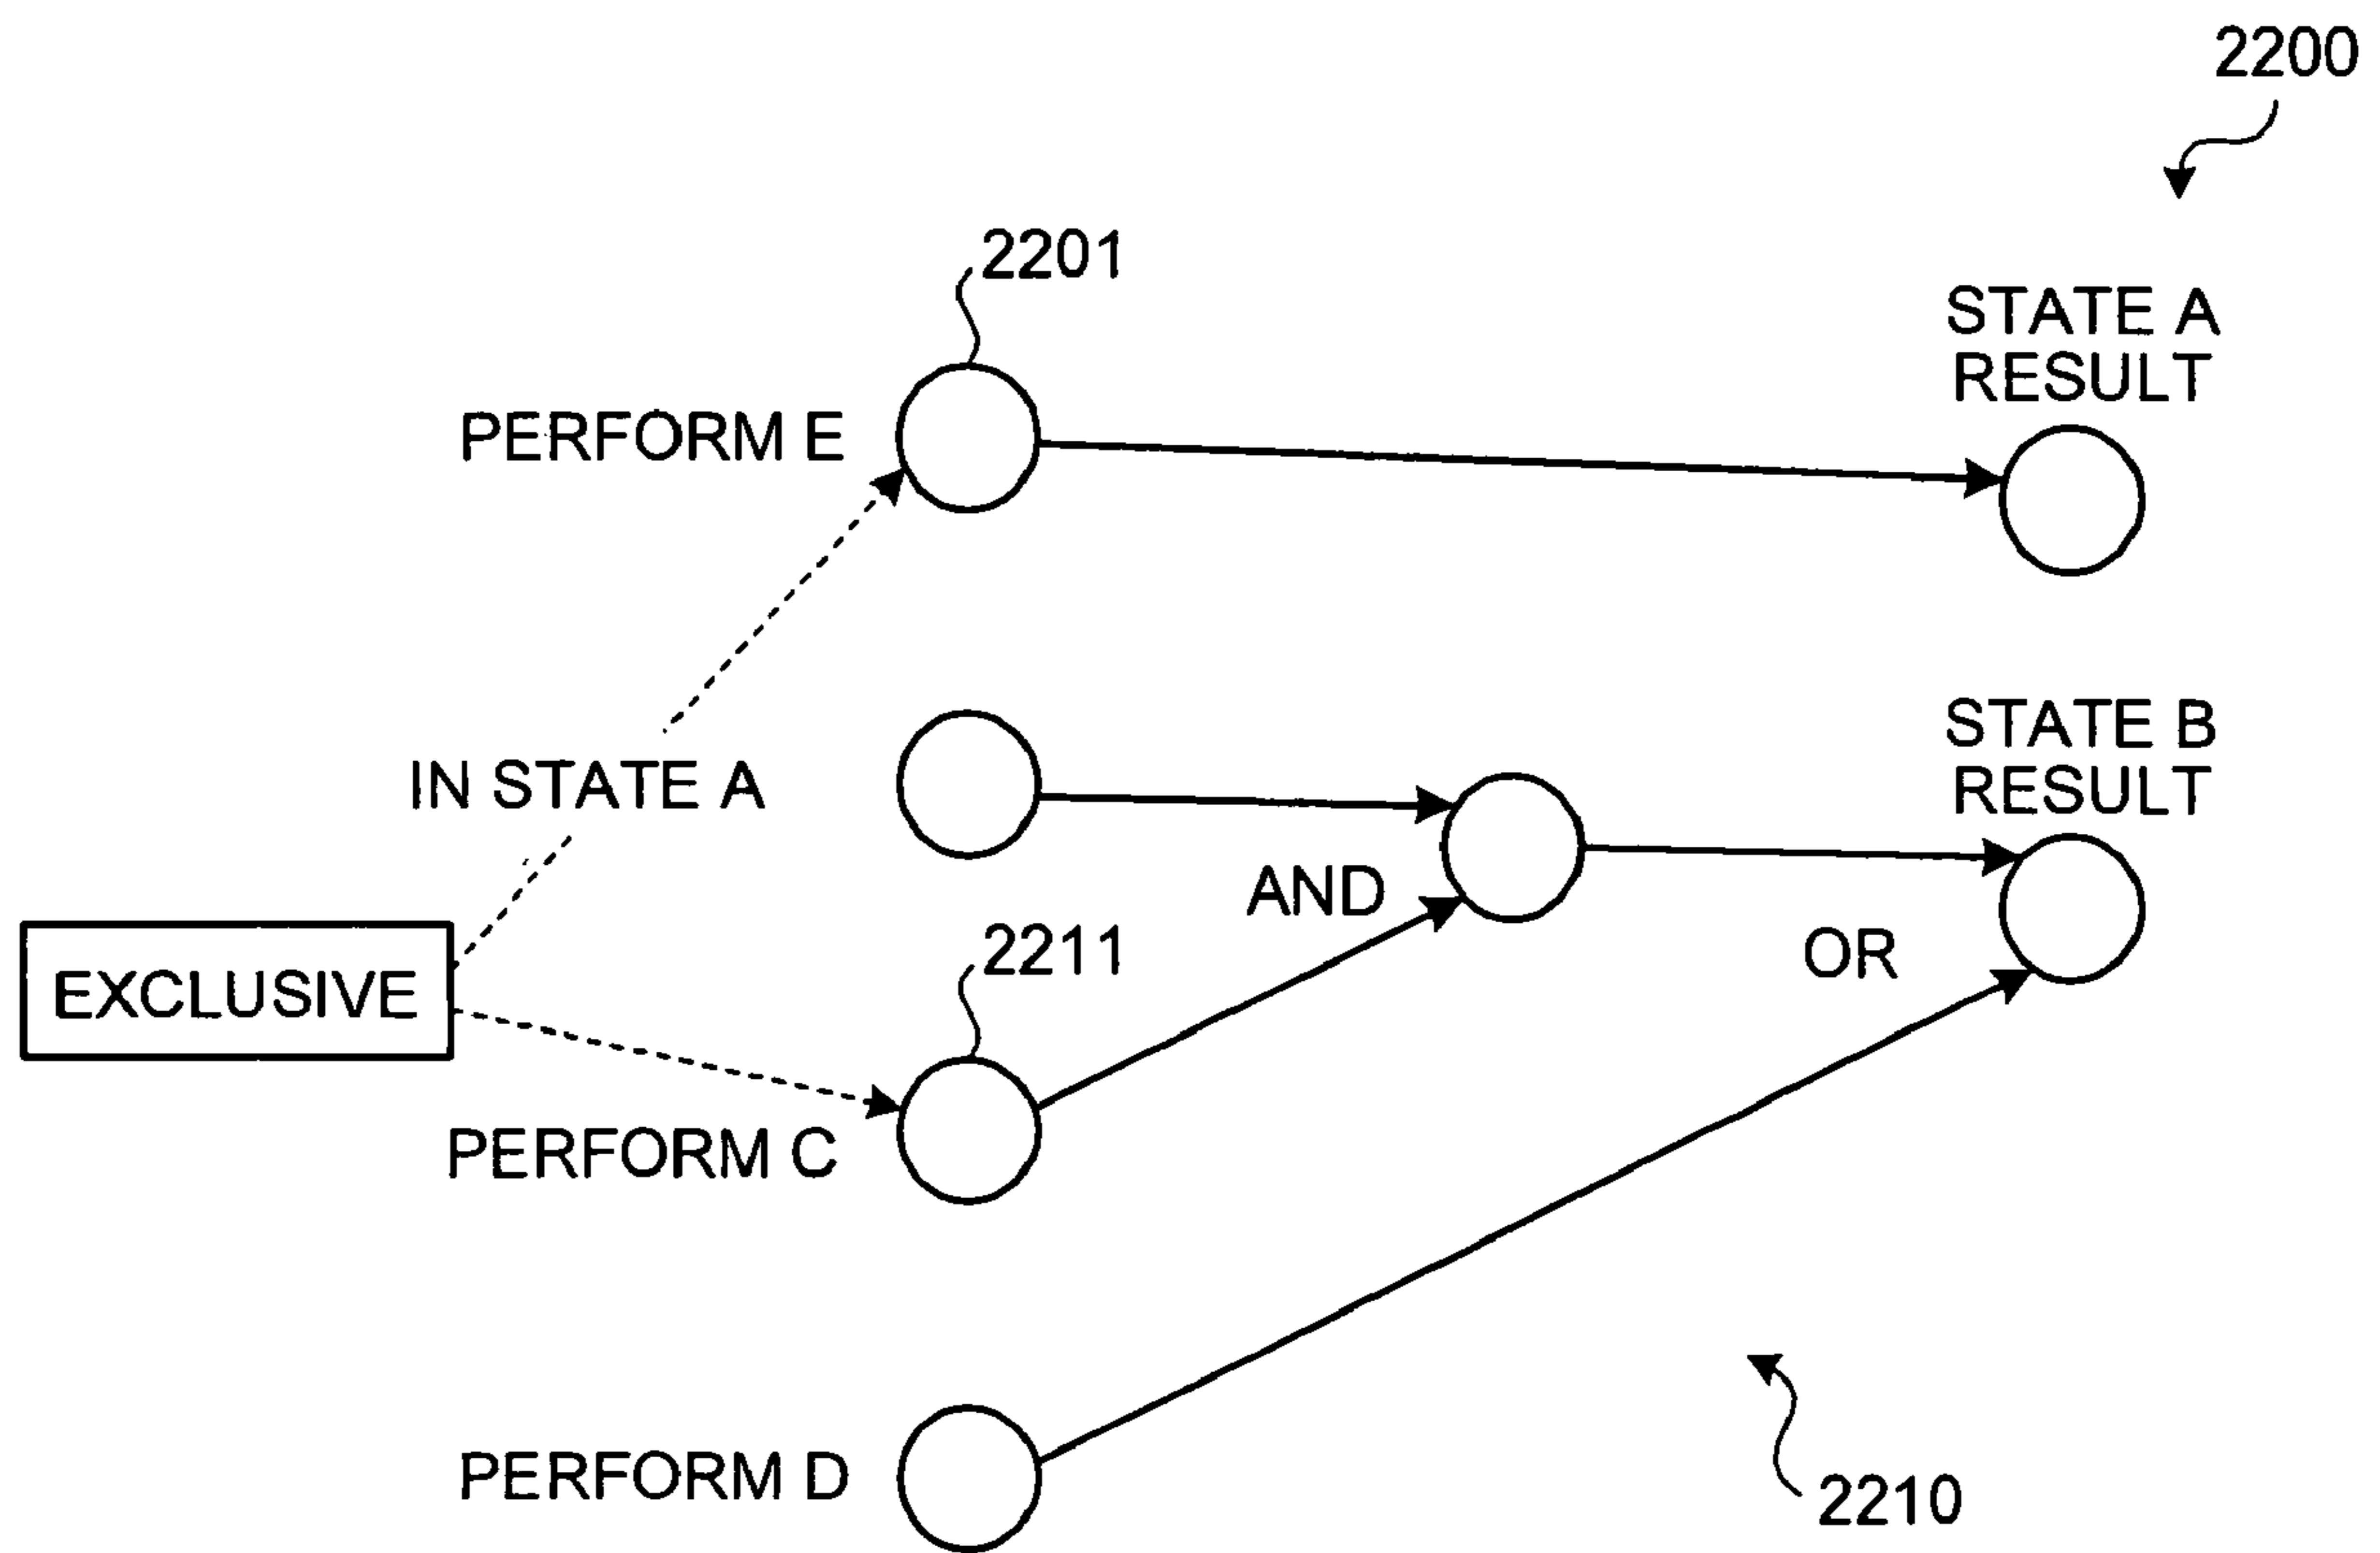 2200
2201
STATE A
RESULT
PERFORM E
STATE B
RESULT
IN STATE A
AND
2211
OR
EXCLUSIVE
PERFORM C
PERFORM D
2210